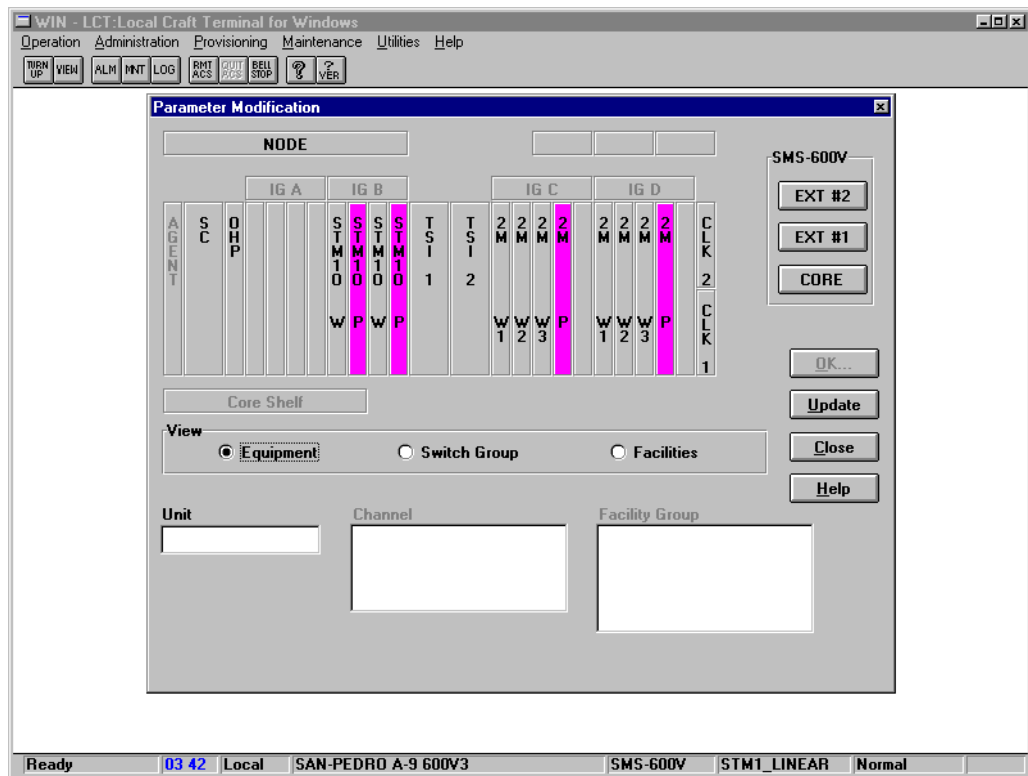 WIN - LCT:Local Craft Terminal for Windows
Operation Administration Provisioning Maintenance Utilities Help
TURN UP VIEW ALM MNT LOG RMT ACS QUIT ACS BELL STOP ? ? VER
Parameter Modification
NODE
SMS-600V
IG A IG B IG C IG D
EXT #2
EXT #1
CORE
AGENT
SC
OHP
STM10 W
STM10 P
STM10 W
STM10 P
TSI 1
TSI 2
2M W1
2M W2
2M W3
2M P
2M W1
2M W2
2M W3
2M P
CLK 2
CLK 1
OK...
Core Shelf
Update
View
Equipment Switch Group Facilities
Close
Help
Unit Channel Facility Group
Ready 03 42 Local SAN-PEDRO A-9 600V3 SMS-600V STM1_LINEAR Normal